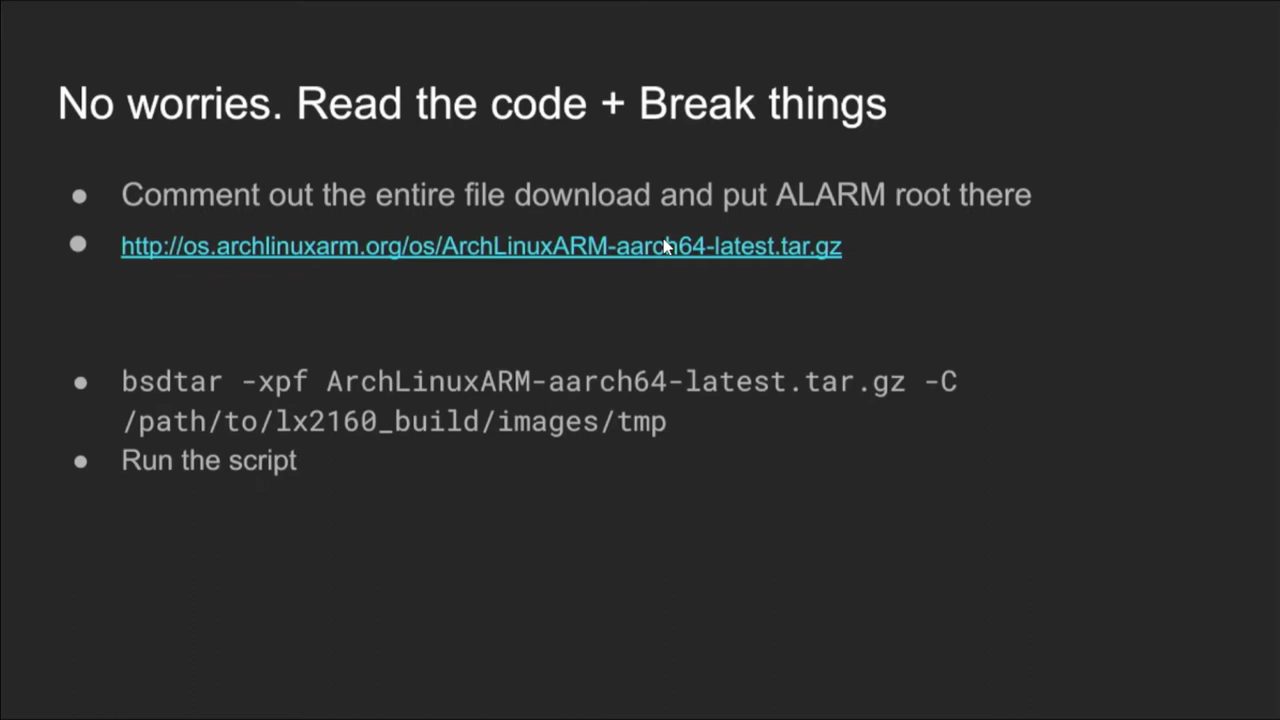 No worries. Read the code + Break things
● Comment out the entire file download and put ALARM root there
● http://os.archlinuxarm.org/os/ArchLinuxARM-aarch64-latest.tar.gz
● bsdtar -xpf ArchLinuxARM-aarch64-latest.tar.gz -C
/path/to/lx2160_build/images/tmp
● Run the script